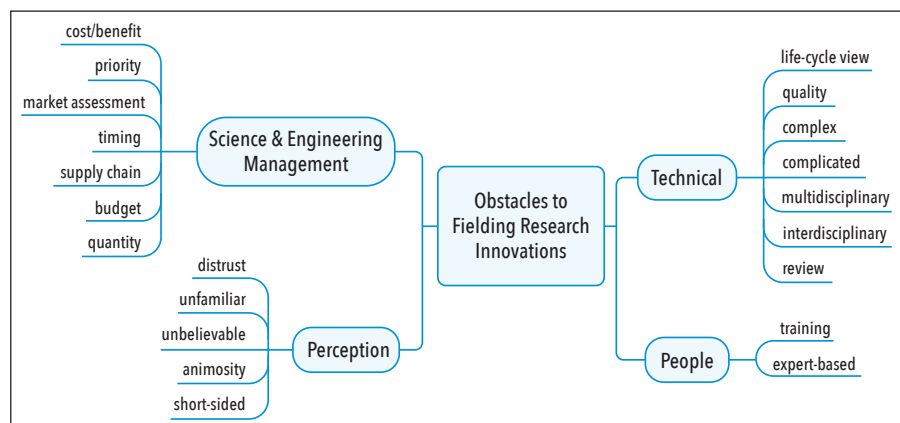 cost/benefit
priority
market assessment
timing
supply chain
budget
quantity
Science & Engineering
Management
distrust
unfamiliar
unbelievable
animosity
short-sided
Perception
Obstacles to
Fielding Research
Innovations
Technical
life-cycle view
quality
complex
complicated
multidisciplinary
interdisciplinary
review
People
training
expert-based